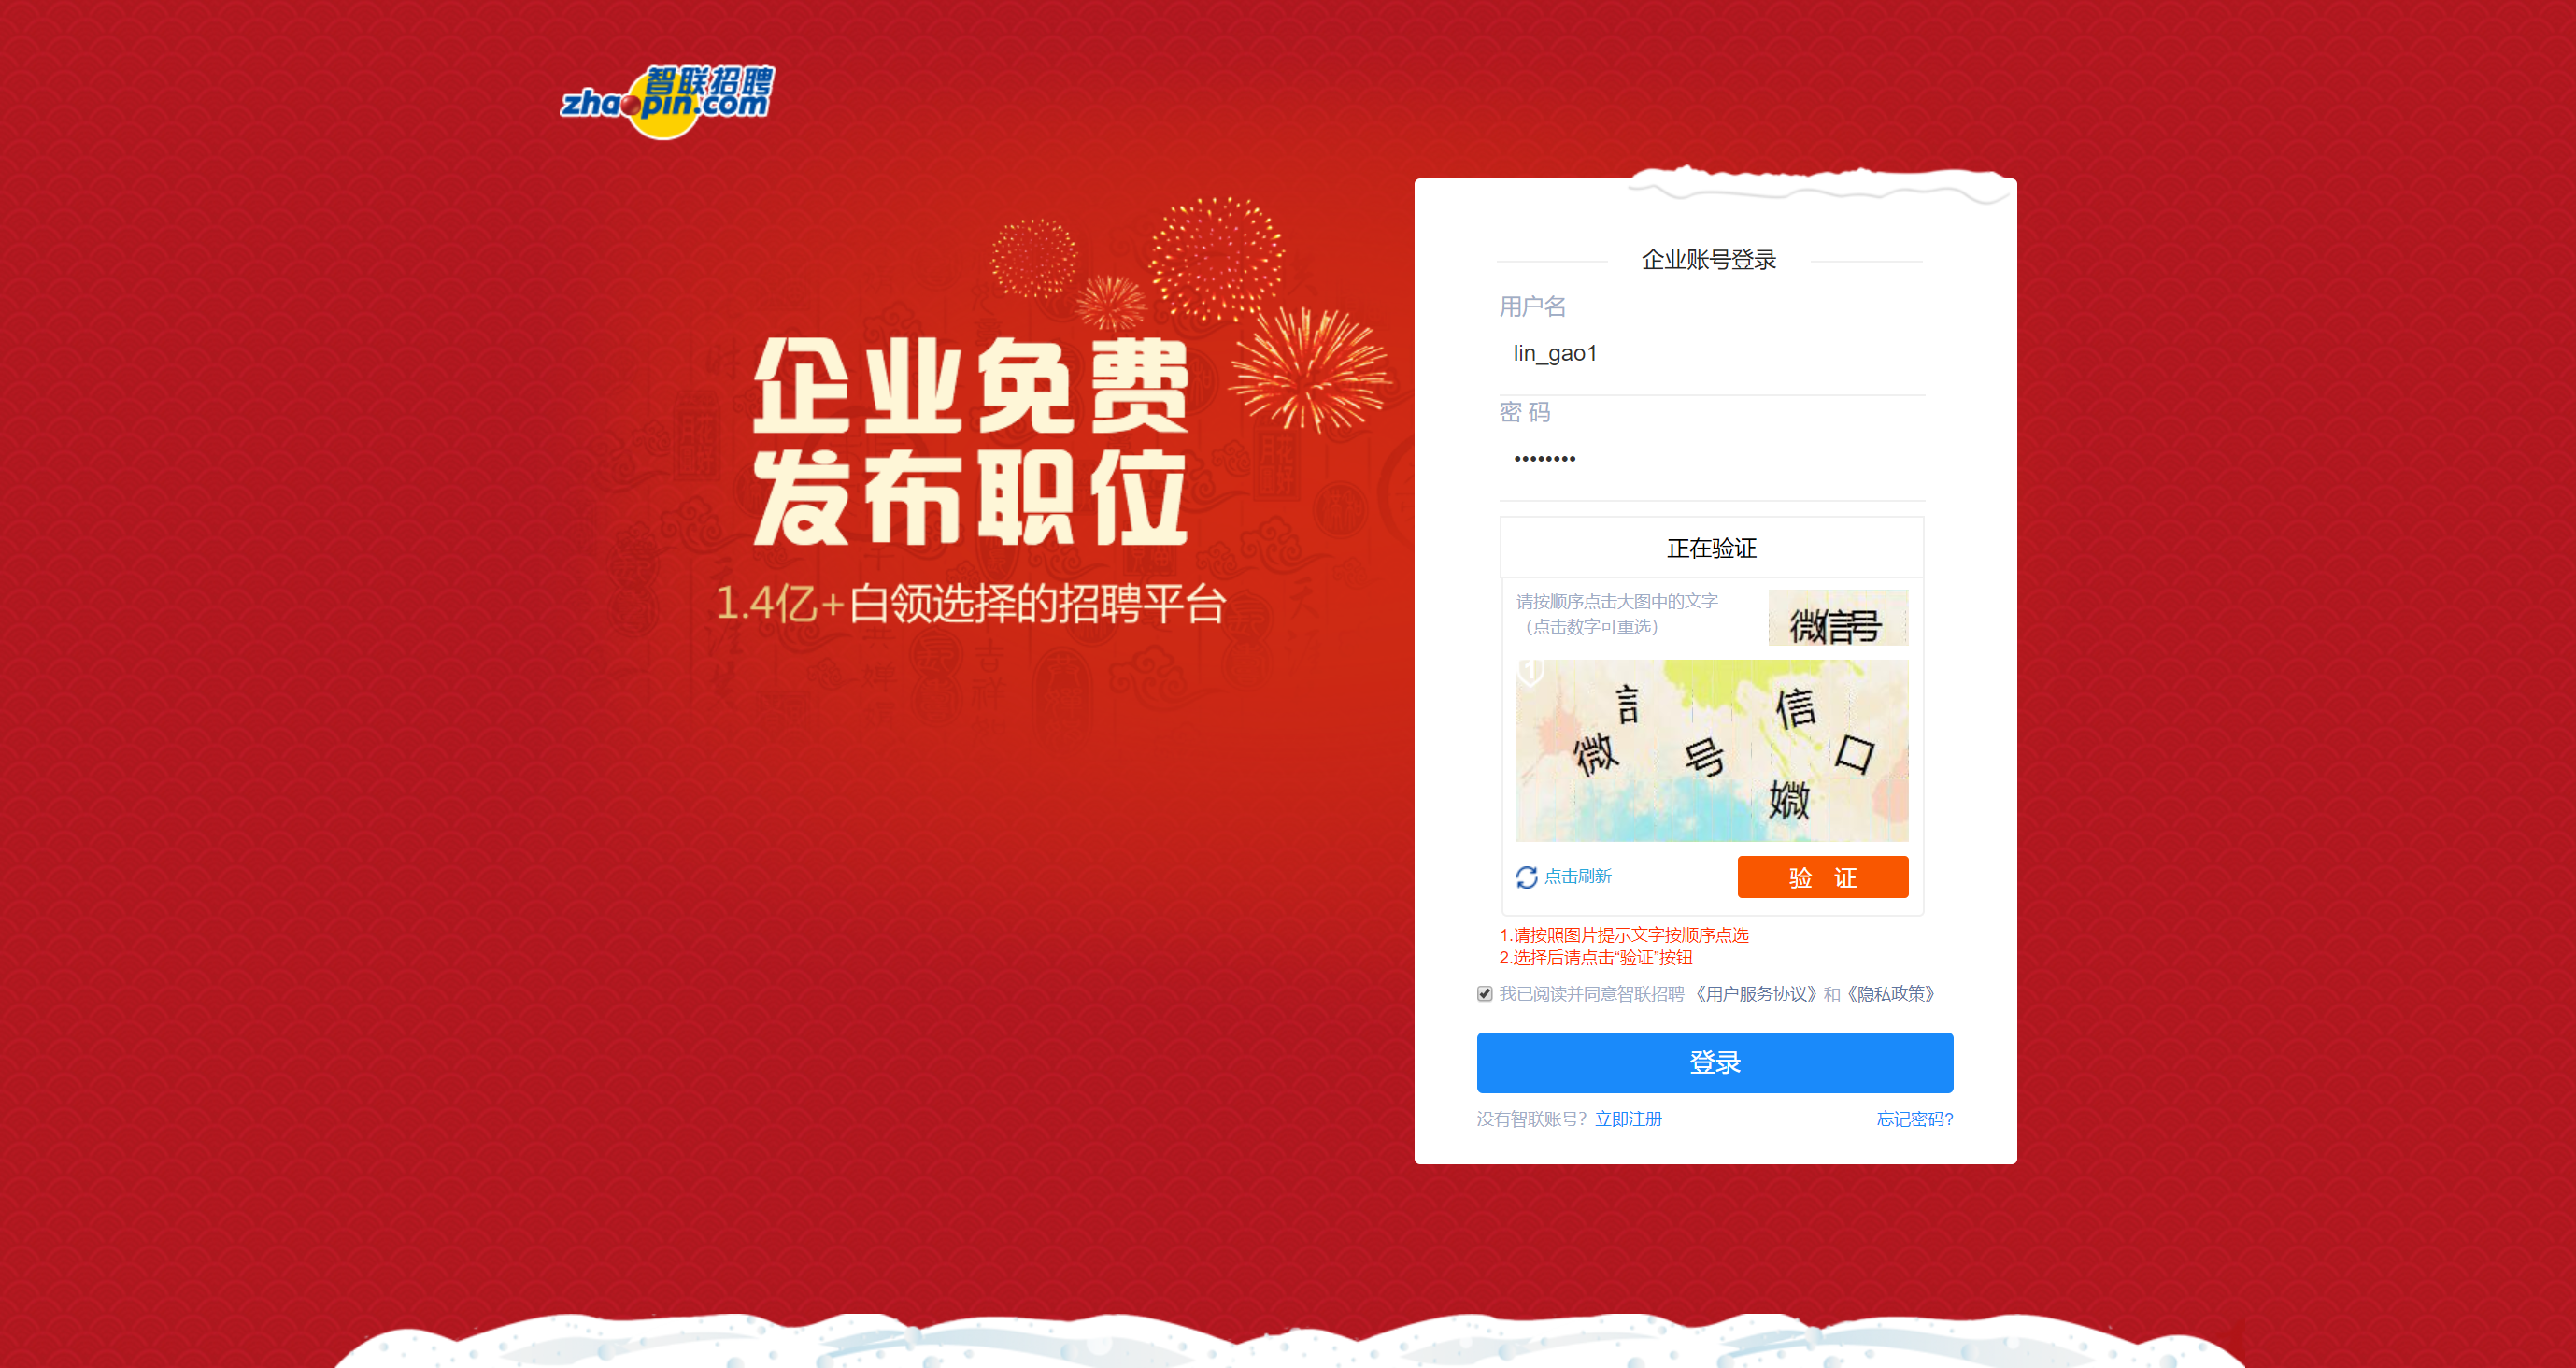 智联招聘
zhaopin.com
企业免费
发布职位
1.4亿+白领选择的招聘平台
企业账号登录
用户名
lin_gao1
密 码
••••••••
正在验证
请按顺序点击大图中的文字
（点击数字可重选）
微信号
1
言
信
微
号
口
嬍
点击刷新
验 证
1.请按照图片提示文字按顺序点选
2.选择后请点击“验证”按钮
我已阅读并同意智联招聘 《用户服务协议》和《隐私政策》
登录
没有智联账号? 立即注册
忘记密码?